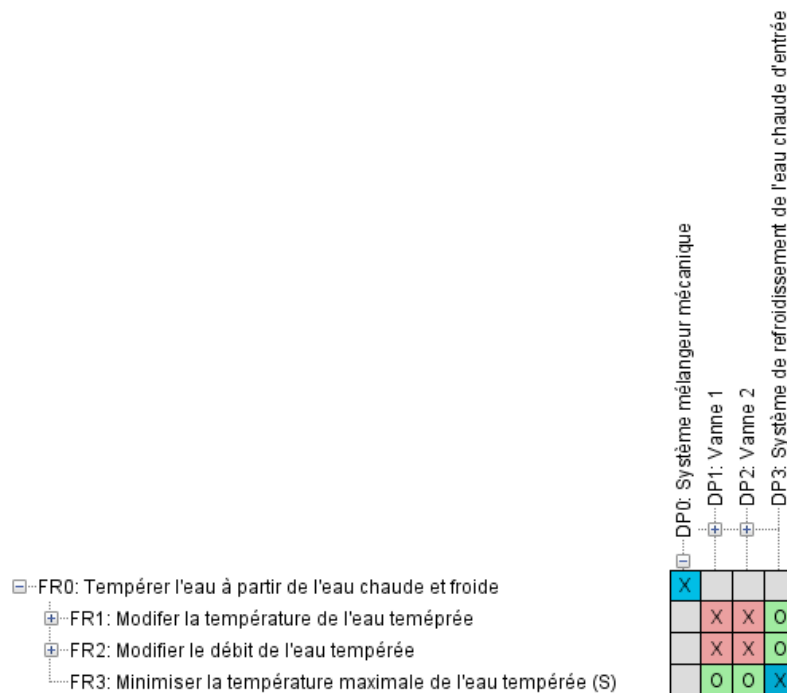 DP0: Système mélangeur mécanique
DP1: Vanne 1
DP2: Vanne 2
DP3: Système de refroidissement de l'eau chaude d'entrée
FR0: Tempérer l'eau à partir de l'eau chaude et froide
X
FR1: Modifer la température de l'eau teméprée
X X O
FR2: Modifier le débit de l'eau tempérée
X X O
FR3: Minimiser la température maximale de l'eau tempérée (S)
O O X